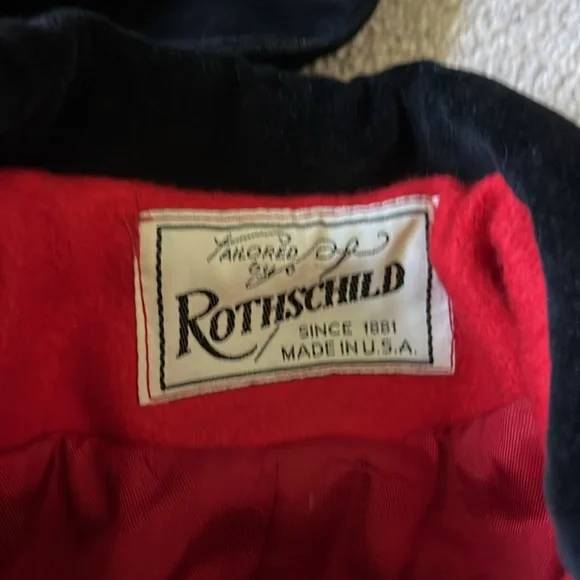 TAILORED
By
ROTHSCHILD
SINCE 1881
MADE IN U.S.A.